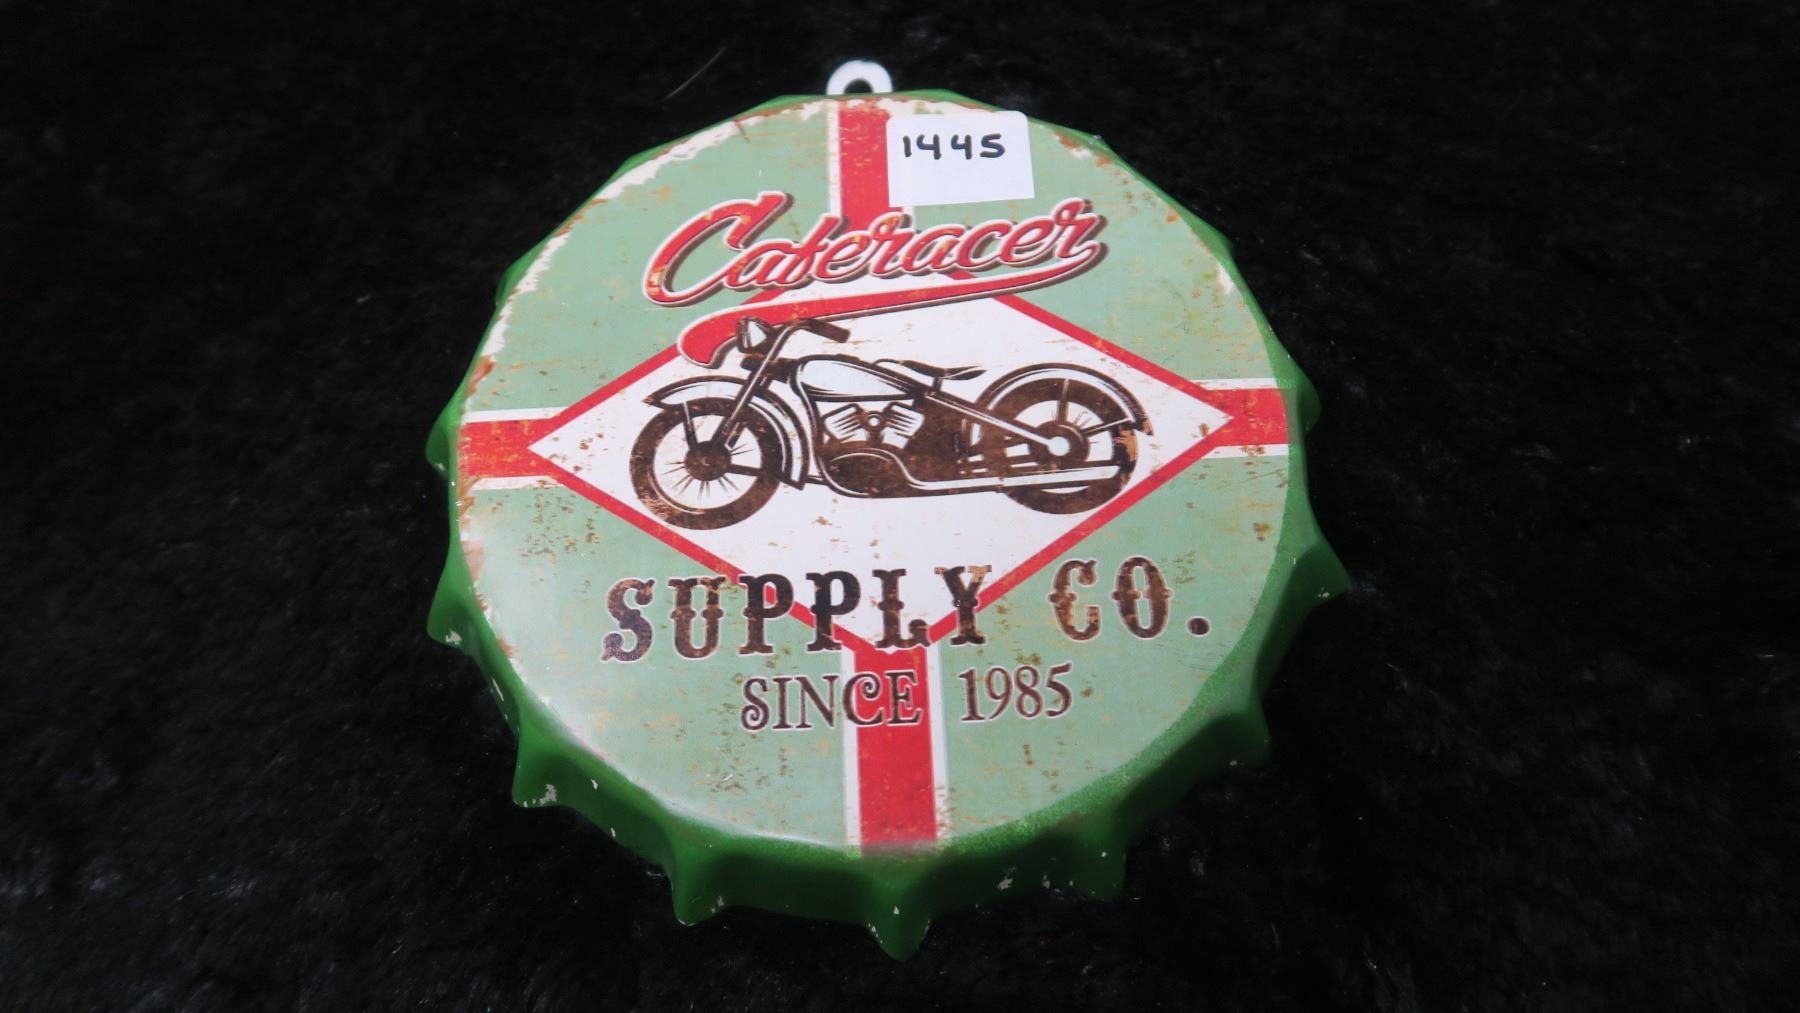 1445
Caferacer
SUPPLY CO.
SINCE 1985